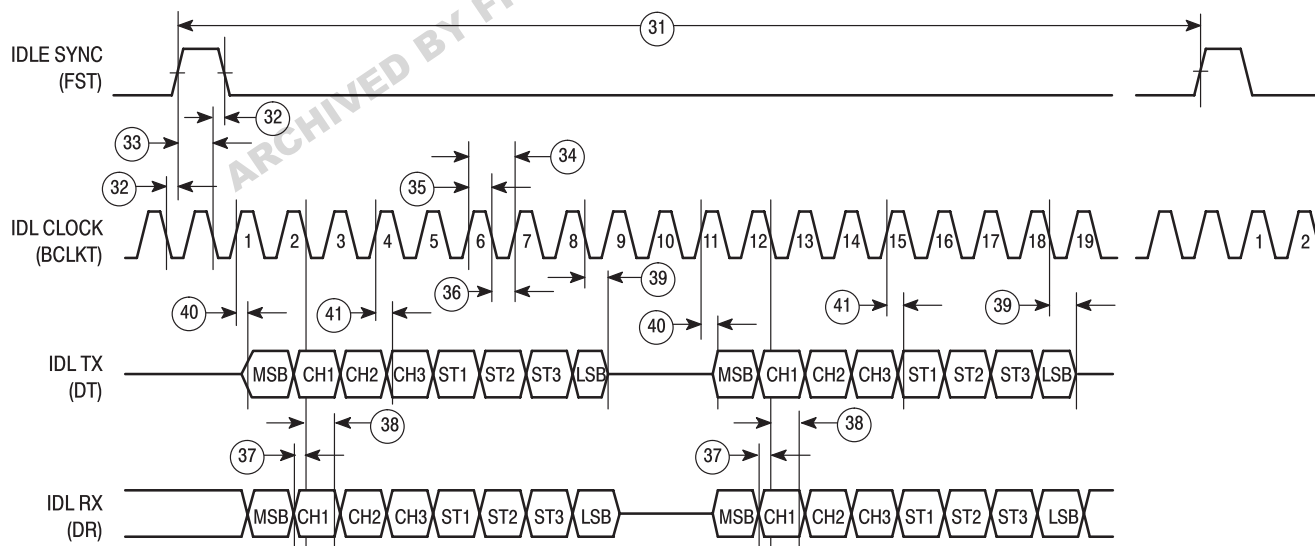 ARCHIVED BY FR
31
IDLE SYNC
(FST)
32
33
34
35
32
IDL CLOCK
(BCLKT)
1 2 3 4 5 6 7 8 9 10 11 12 13 14 15 16 17 18 19 1 2
36
39
40
41
40
41
39
IDL TX
(DT)
MSB CH1 CH2 CH3 ST1 ST2 ST3 LSB MSB CH1 CH2 CH3 ST1 ST2 ST3 LSB
38
38
37
37
IDL RX
(DR)
MSB CH1 CH2 CH3 ST1 ST2 ST3 LSB MSB CH1 CH2 CH3 ST1 ST2 ST3 LSB